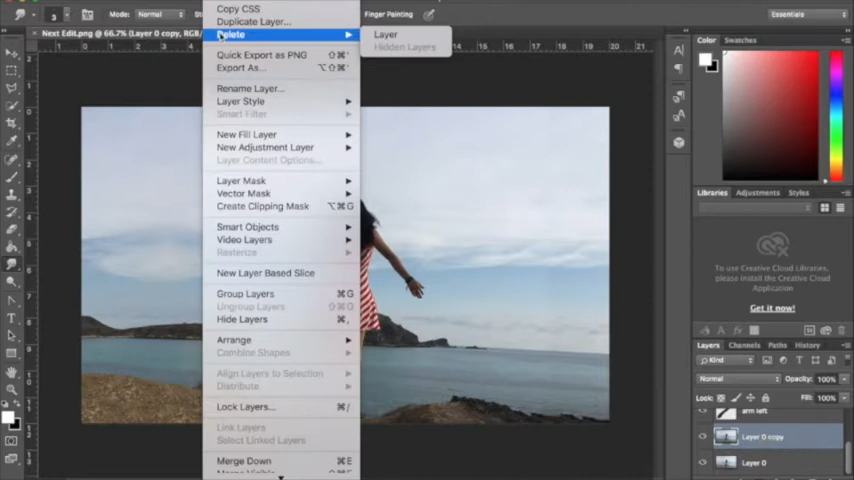 Copy CSS
Duplicate Layer...
Delete
Quick Export as PNG ⇧⌘'
Export As... ⌥⇧⌘'
Rename Layer...
Layer Style
Smart Filter
New Fill Layer
New Adjustment Layer
Layer Content Options...
Layer Mask
Vector Mask
Create Clipping Mask ⌥⌘G
Smart Objects
Video Layers
Rasterize
New Layer Based Slice
Group Layers ⌘G
Ungroup Layers ⇧⌘G
Hide Layers ⌘,
Arrange
Combine Shapes
Align Layers to Selection
Distribute
Lock Layers... ⌘/
Link Layers
Select Linked Layers
Merge Down ⌘E
Layer
Hidden Layers
3
Mode: Normal
Finger Painting
Essentials
Next Edit.png @ 66.7% (Layer 0 copy, RGB/
Color Swatches
Libraries Adjustments Styles
To use Creative Cloud Libraries,
please install the Creative Cloud
Application
Get it now!
Layers Channels Paths History
Kind
Normal Opacity: 100%
Lock: Fill: 100%
arm left
Layer 0 copy
Layer 0